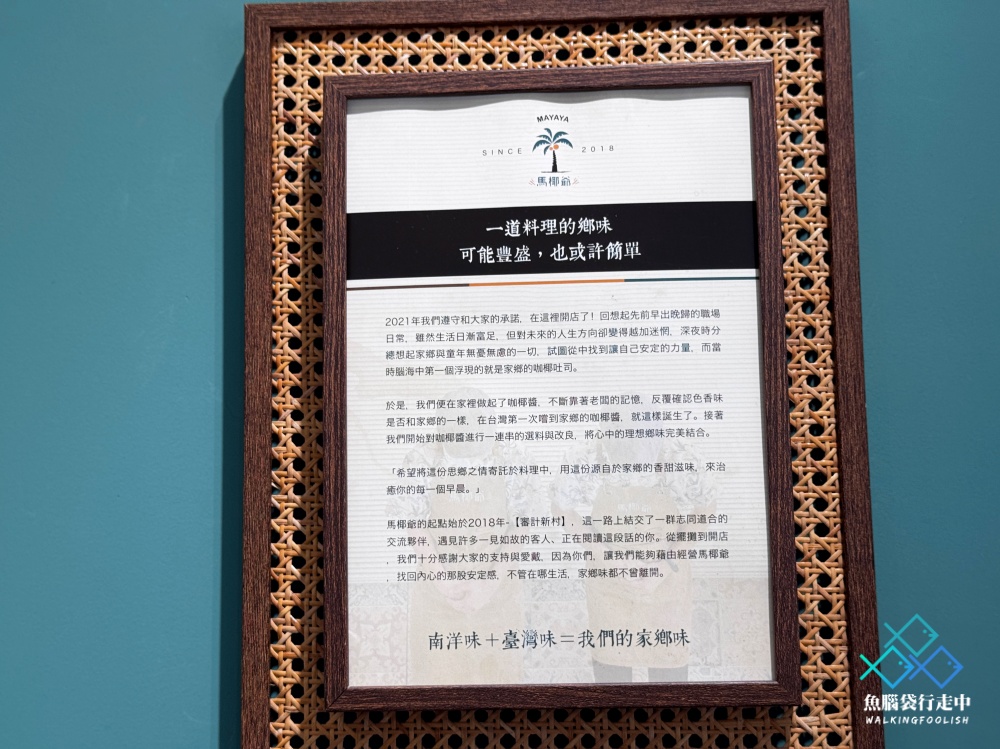 MAYAYA
SINCE 2018
馬椰爺
一道料理的鄉味
可能豐盛，也或許簡單
2021年我們遵守和大家的承諾，在這裡開店了！回想起先前早出晚歸的職場
日常，雖然生活日漸富足，但對未來的人生方向卻變得越加迷惘，深夜時分
總想起家鄉與童年無憂無慮的一切，試圖從中找到讓自己安定的力量，而當
時腦海中第一個浮現的就是家鄉的咖椰吐司。
於是，我們便在家裡做起了咖椰醬，不斷靠著老闆的記憶，反覆確認色香味
是否和家鄉的一樣，在台灣第一次嚐到家鄉的咖椰醬，就這樣誕生了。接著
我們開始對咖椰醬進行一連串的選料與改良，將心中的理想鄉味完美結合。
「希望將這份思鄉之情寄託於料理中，用這份源自於家鄉的香甜滋味，來治
癒你的每一個早晨。」
馬椰爺的起點始於2018年-【審計新村】，這一路上結交了一群志同道合的
交流夥伴，遇見許多一見如故的客人、正在閱讀這段話的你。從擺攤到開店
，我們十分感謝大家的支持與愛戴，因為你們，讓我們能夠藉由經營馬椰爺
，找回內心的那股安定感，不管在哪生活，家鄉味都不曾離開。
南洋味＋臺灣味＝我們的家鄉味
魚腦袋行走中
WALKINGFOOLISH